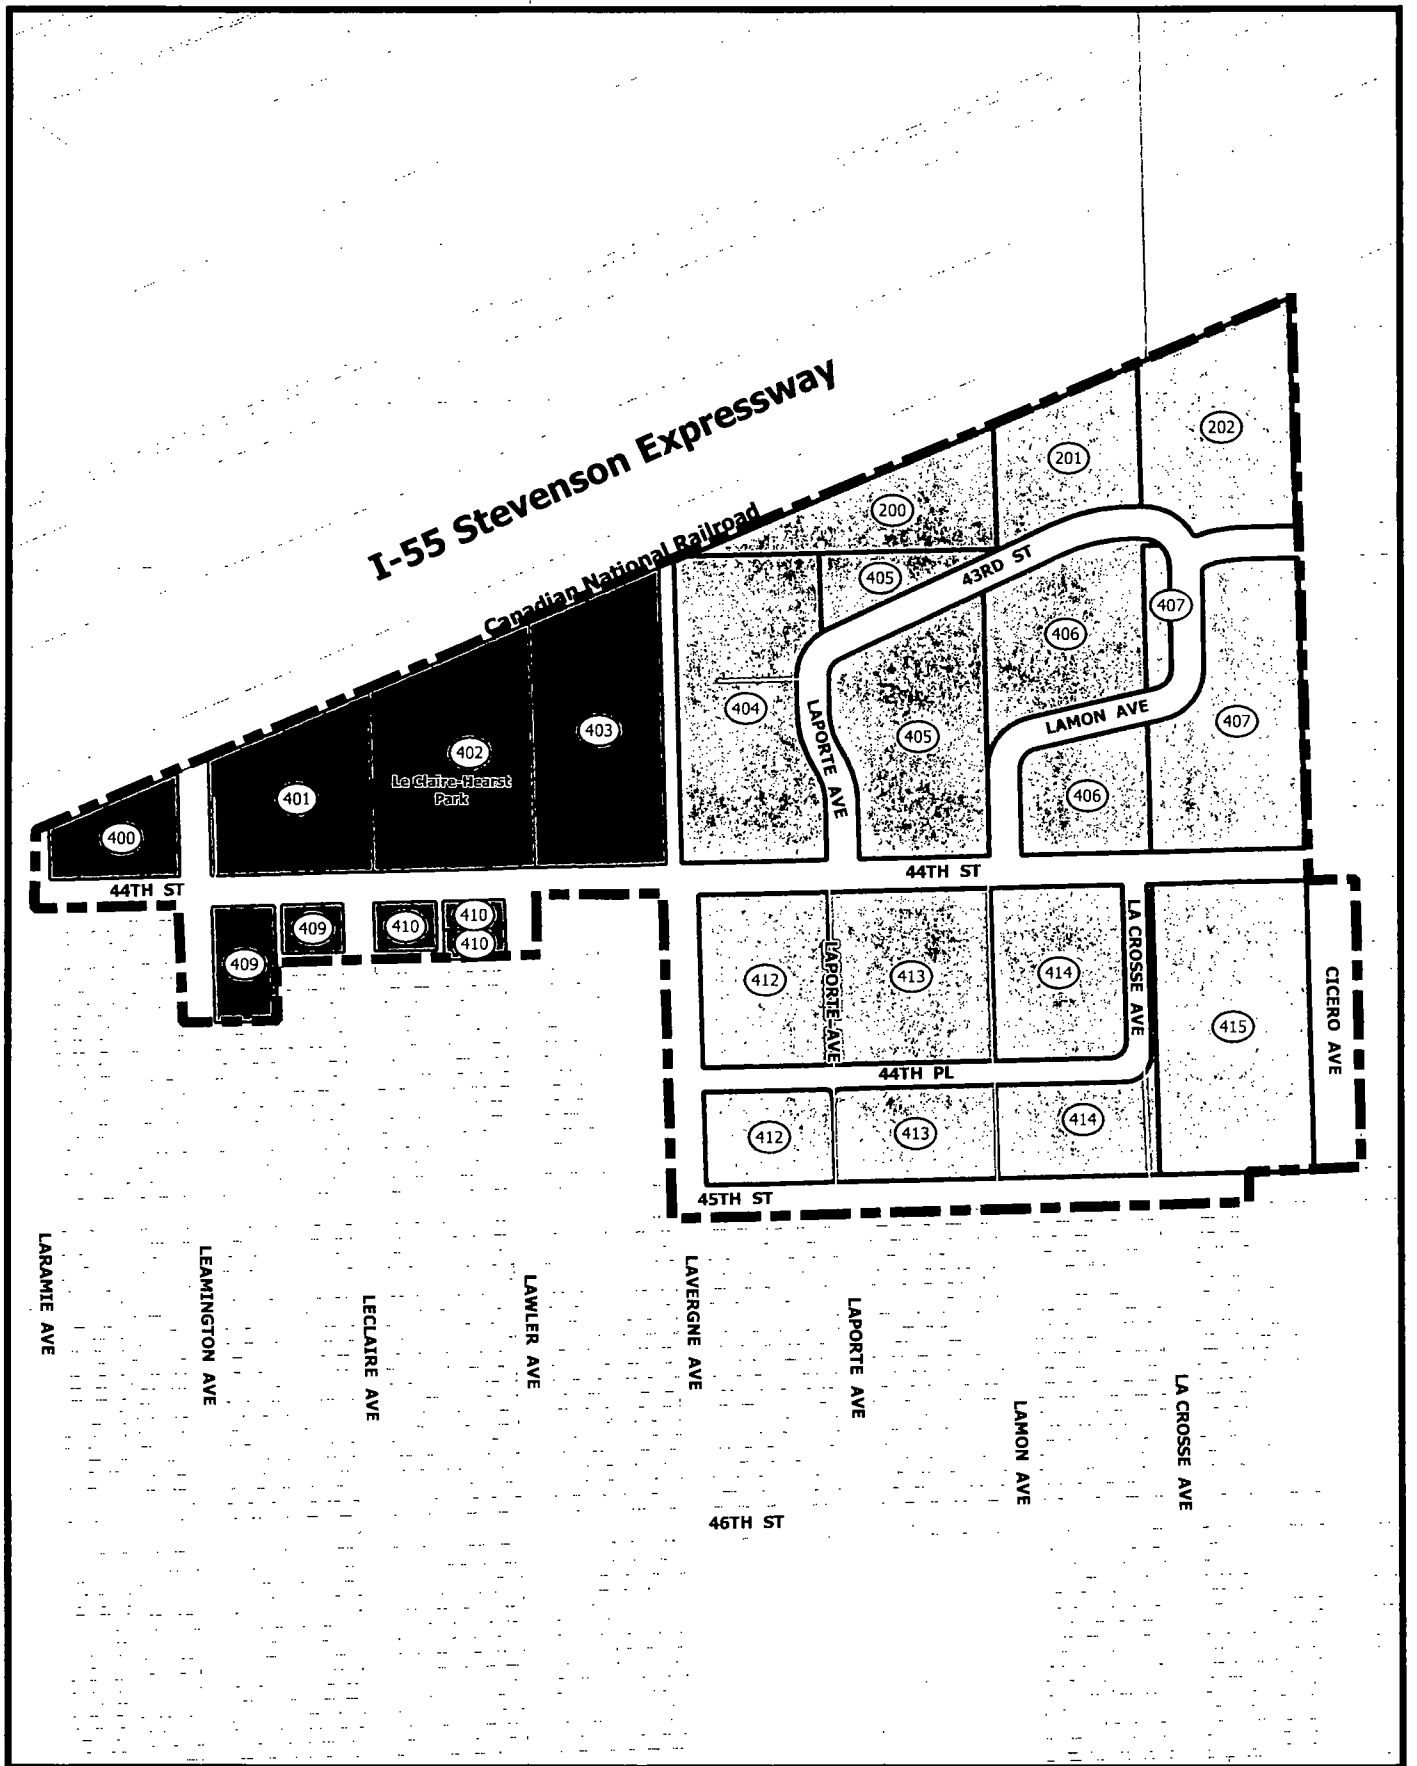 I-55 Stevenson Expressway
Canadian National Railroad
202
201
200
405
43RD ST
407
406
404
LAPORTE AVE
405
LAMON AVE
407
403
402
Le Claire-Hearst
Park
401
406
400
44TH ST
44TH ST
409
409
410
410
410
412
LAPORTE AVE
413
414
LA CROSSE AVE
415
CICERO AVE
44TH PL
412
413
414
45TH ST
LARAMIE AVE
LEAMINGTON AVE
LECLAIRE AVE
LAWLER AVE
LAVERGNE AVE
LAPORTE AVE
LAMON AVE
LA CROSSE AVE
46TH ST